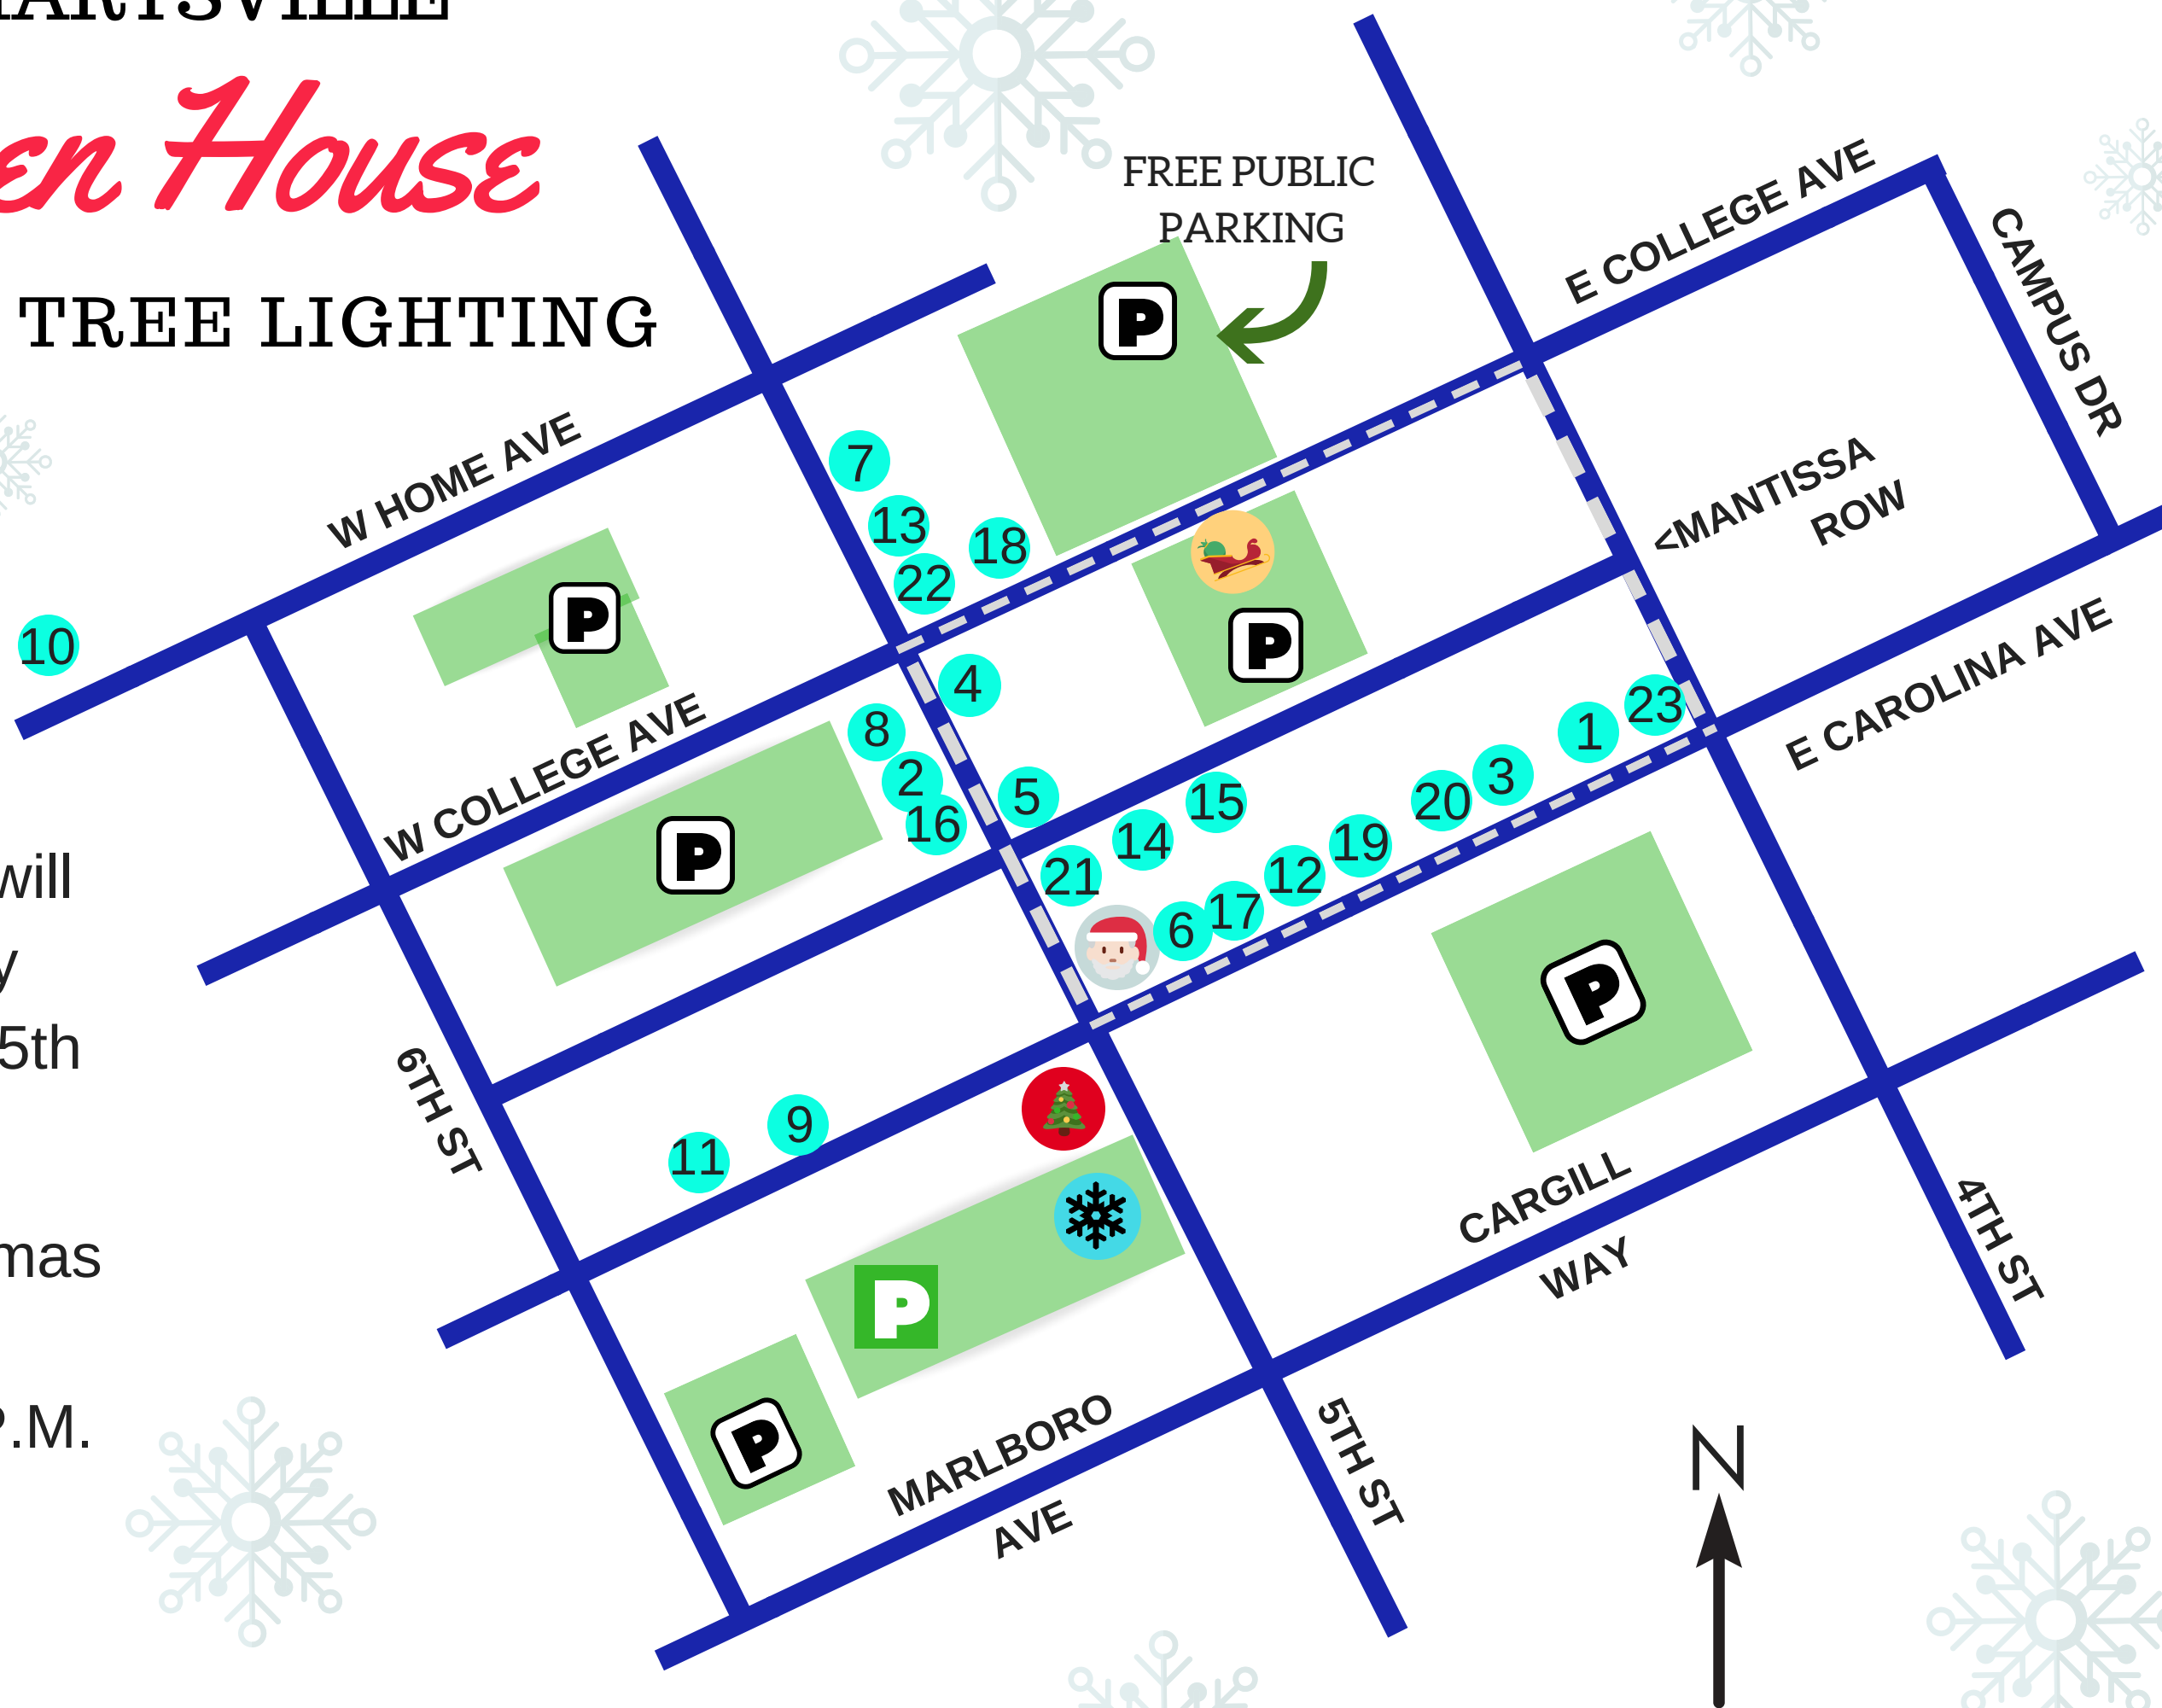 en House
TREE LIGHTING
will
y
5th
mas
P.M.
FREE PUBLIC
PARKING
E COLLEGE AVE
CAMPUS DR
<MANTISSA
ROW
E CAROLINA AVE
W HOME AVE
W COLLEGE AVE
6TH ST
CARGILL
WAY
4TH ST
MARLBORO
AVE
5TH ST
N
P
P
P
P
P
P
P
7
13
18
22
10
4
8
2
16
5
15
14
21
6
17
12
19
20
3
1
23
9
11